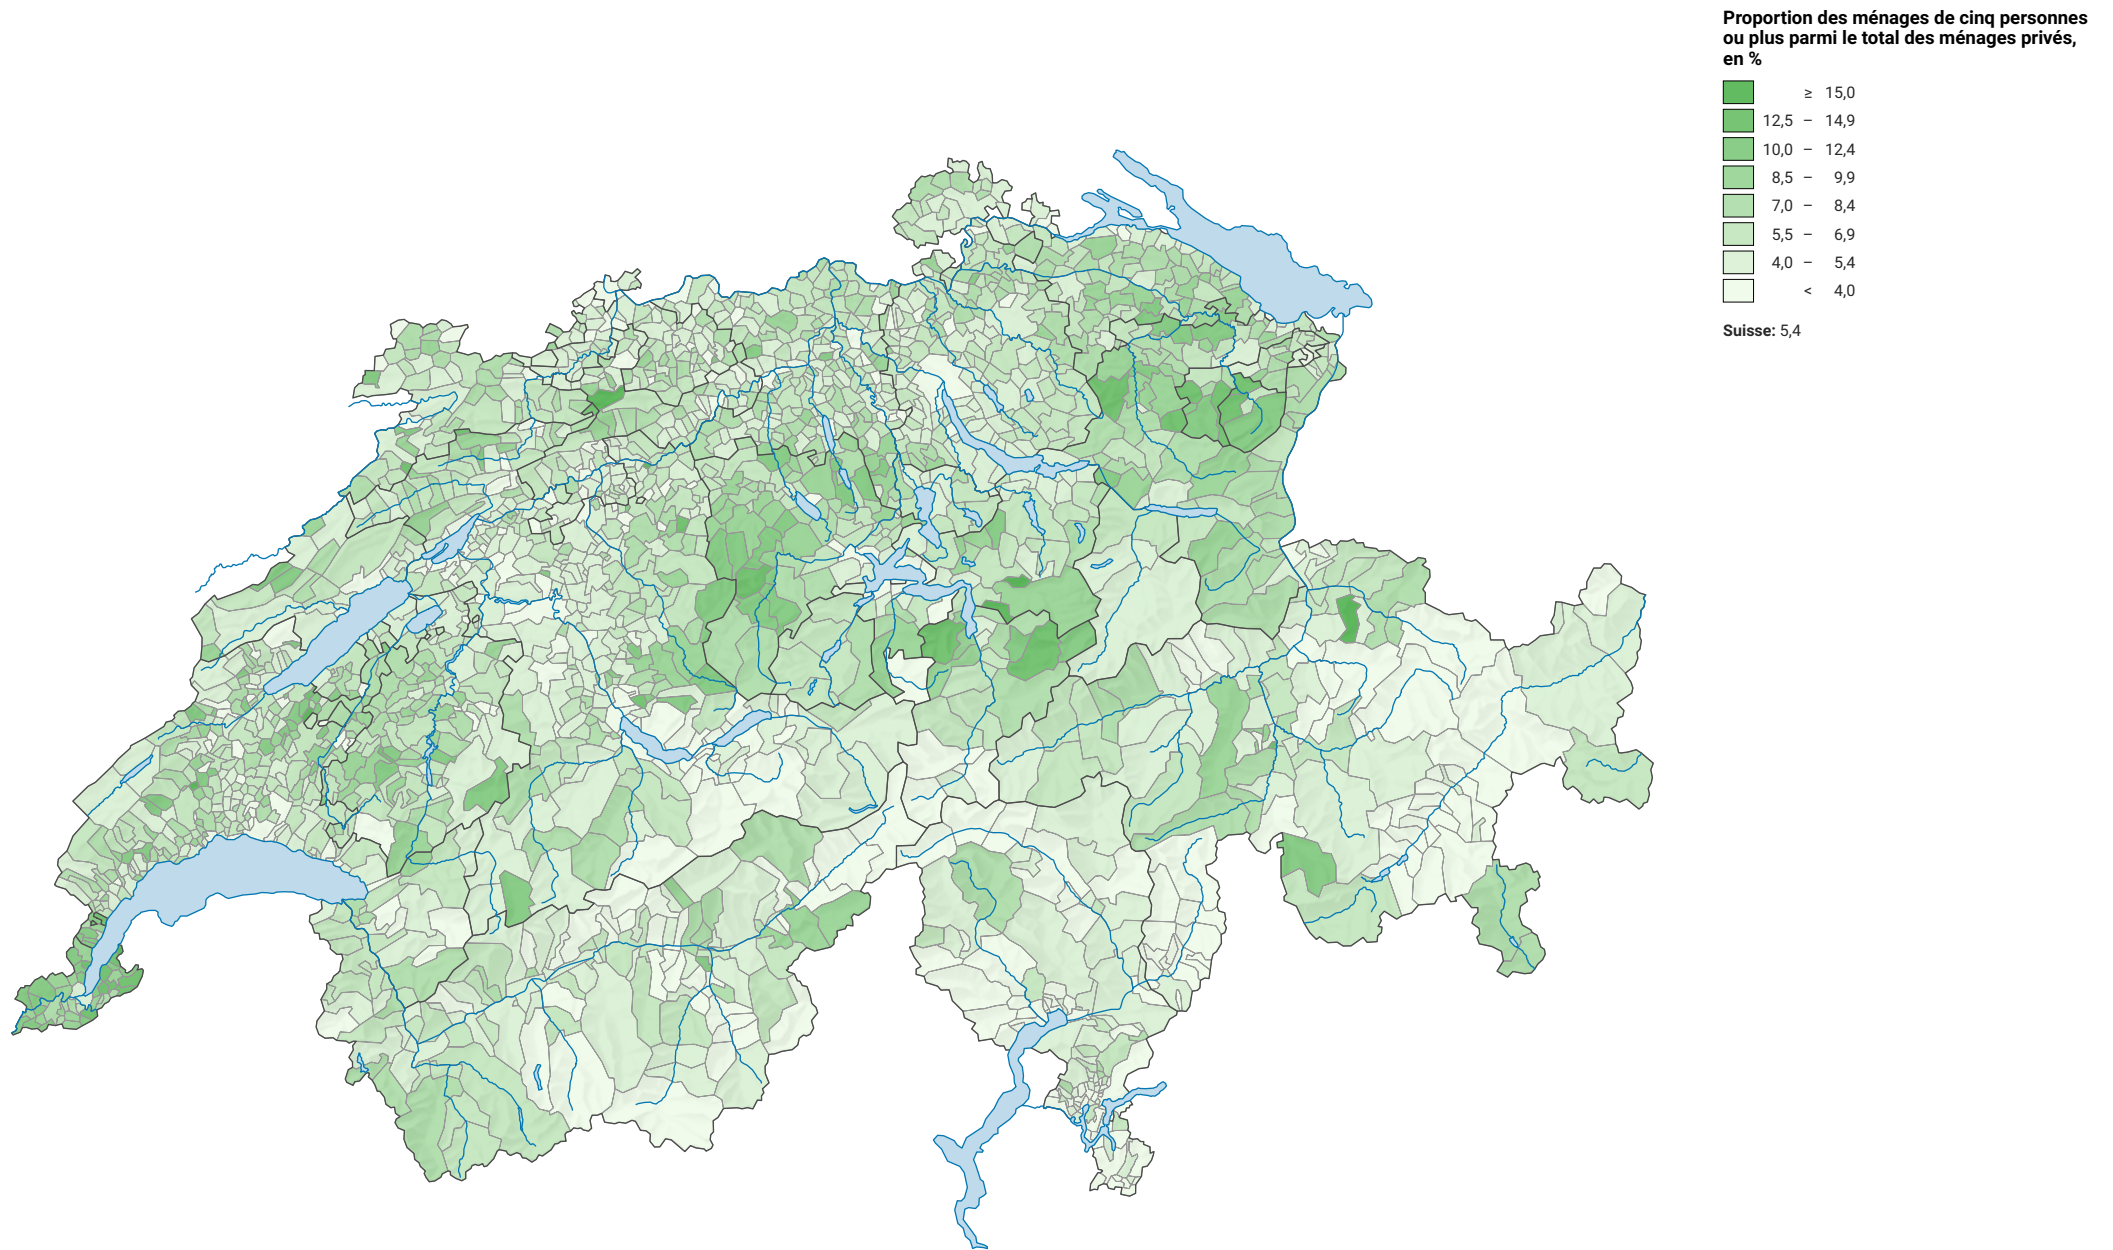 Proportion des ménages de cinq personnes
ou plus parmi le total des ménages privés,
en %
≥ 15,0
12,5 – 14,9
10,0 – 12,4
8,5 – 9,9
7,0 – 8,4
5,5 – 6,9
4,0 – 5,4
< 4,0
Suisse: 5,4